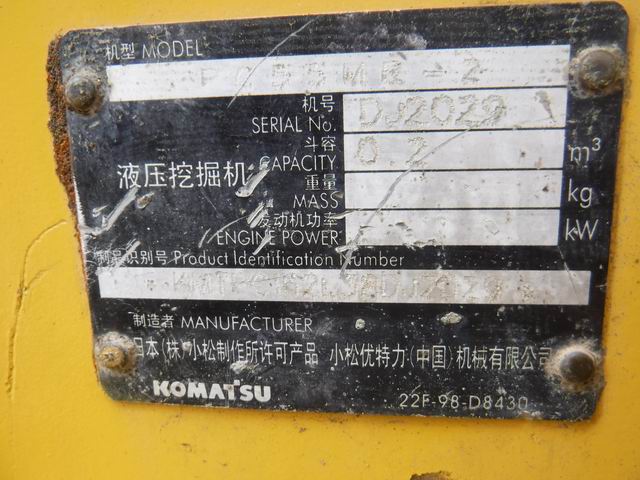 机型 MODEL
PC55MR-2
机号
SERIAL No. DJ2029
斗容
CAPACITY 0.2 m³
液压挖掘机
重量
MASS kg
发动机功率
ENGINE POWER kW
制品识别号 Product Identification Number
制造者 MANUFACTURER
日本(株)小松制作所许可产品 小松优特力(中国)机械有限公司
KOMATSU
22F-98-D8430